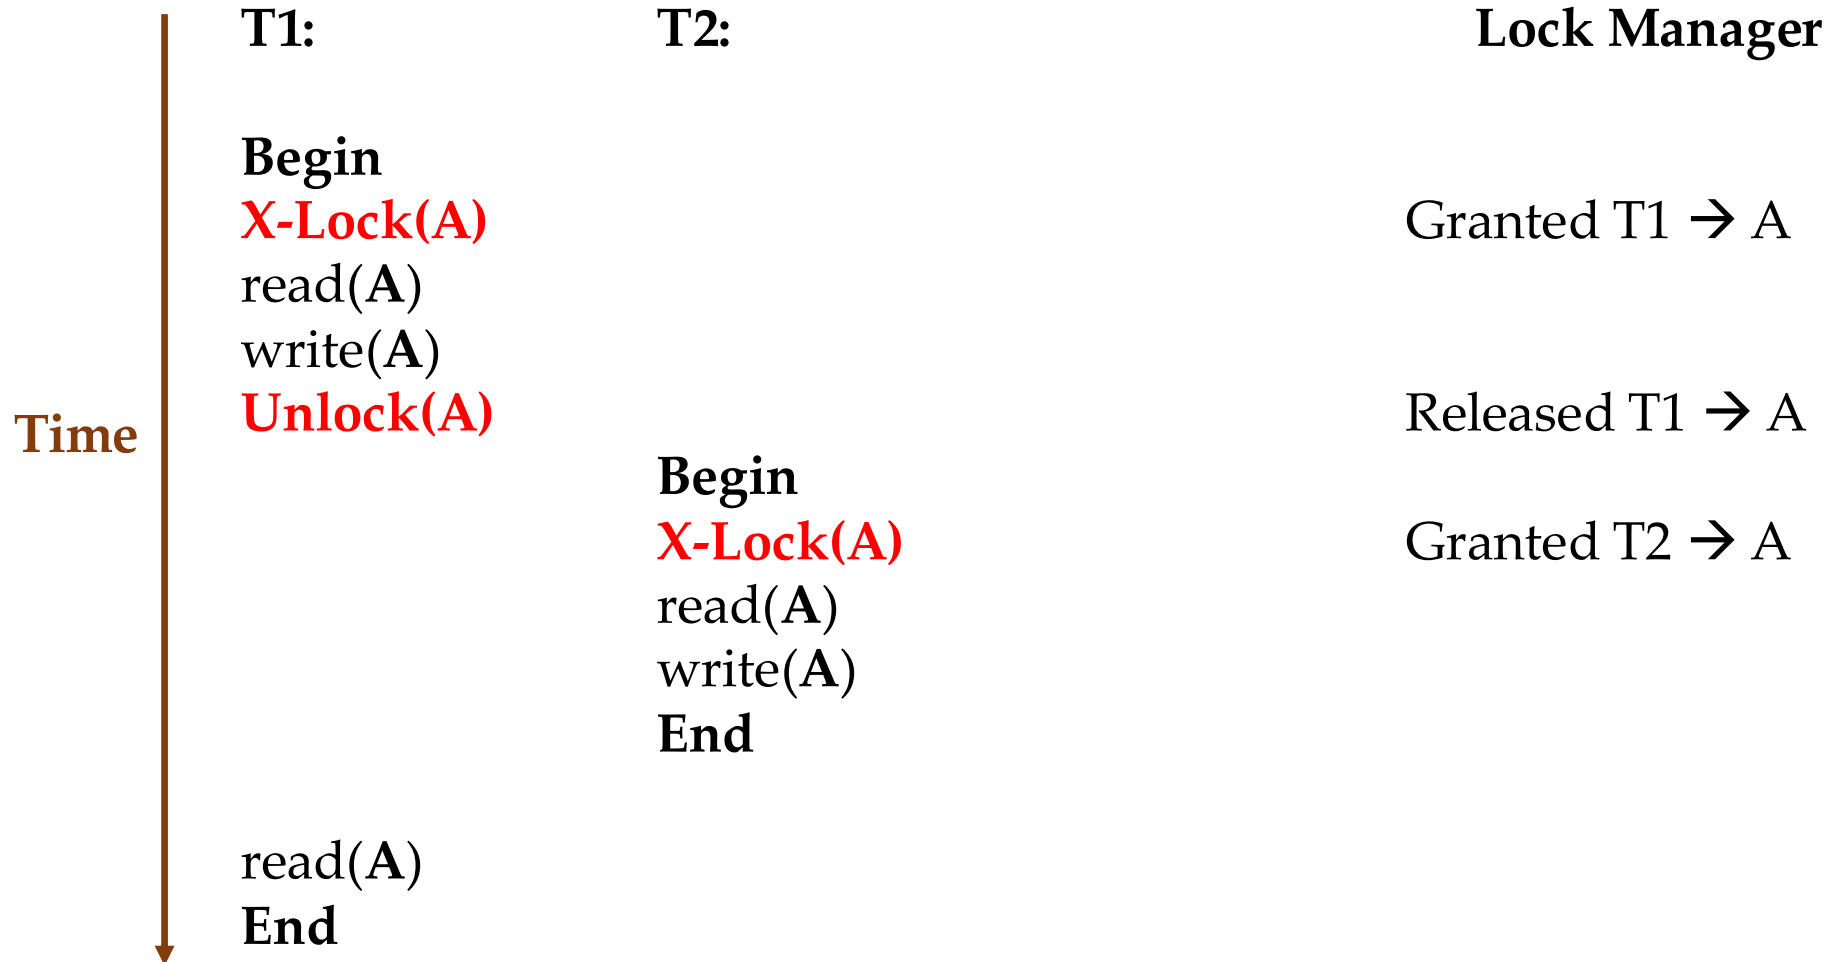 T1: T2: Lock Manager
Begin
X-Lock(A) Granted T1 → A
read(A)
write(A)
Unlock(A) Released T1 → A
Time
Begin
X-Lock(A) Granted T2 → A
read(A)
write(A)
End
read(A)
End